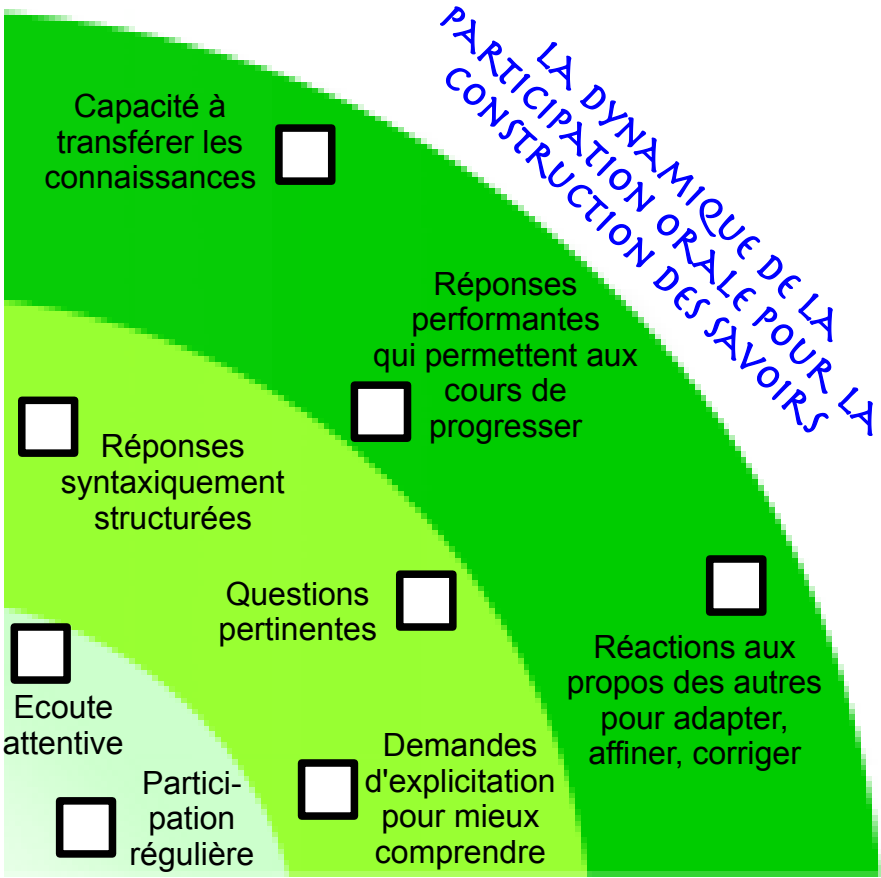 LA DYNAMIQUE DE LA
PARTICIPATION ORALE POUR LA
CONSTRUCTION DES SAVOIRS
Capacité à
transférer les
connaissances
Réponses
performantes
qui permettent aux
cours de
progresser
Réactions aux
propos des autres
pour adapter,
affiner, corriger
Réponses
syntaxiquement
structurées
Questions
pertinentes
Demandes
d'explicitation
pour mieux
comprendre
Ecoute
attentive
Partici-
pation
régulière